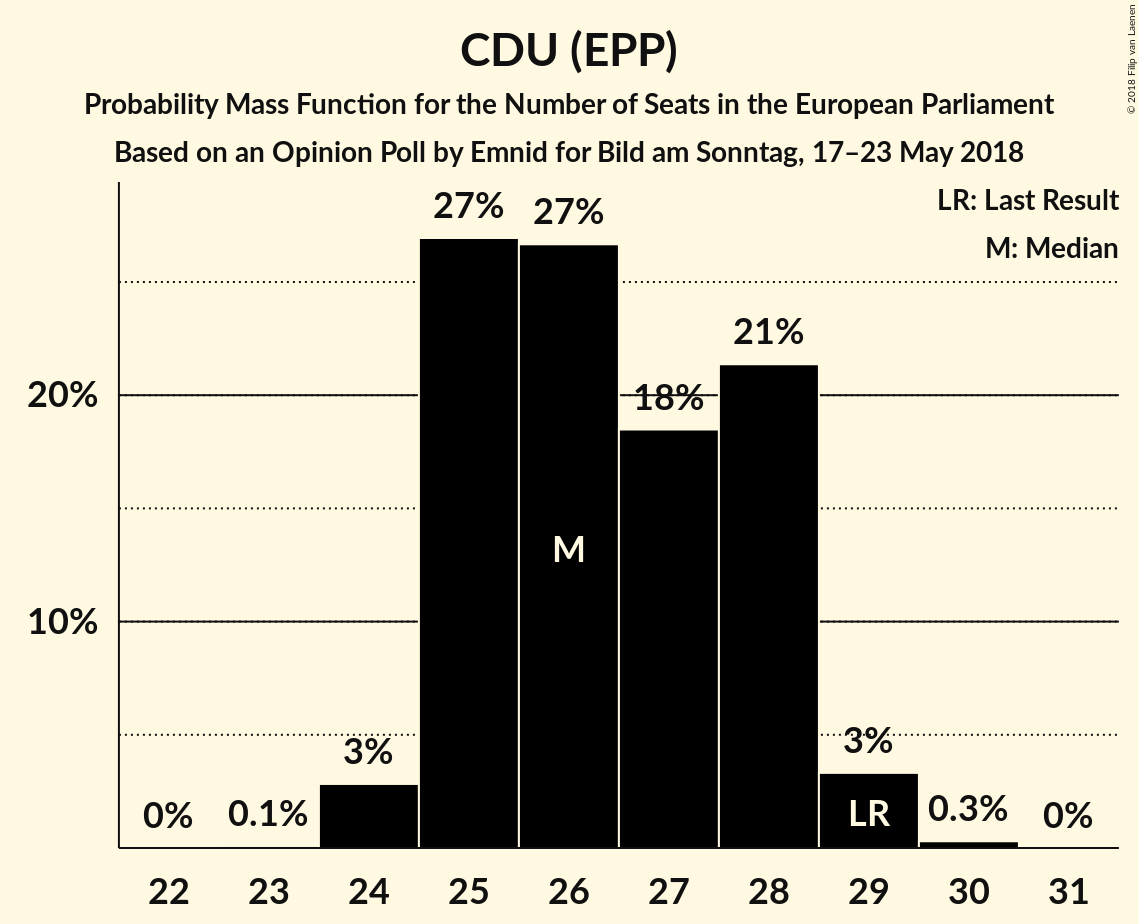 CDU (EPP)
Probability Mass Function for the Number of Seats in the European Parliament
Based on an Opinion Poll by Emnid for Bild am Sonntag, 17–23 May 2018
© 2018 Filip van Laenen
LR: Last Result
M: Median
27% 27%
21%
20%
18%
M
10%
3% 3%
0% 0.1% LR 0.3% 0%
22 23 24 25 26 27 28 29 30 31